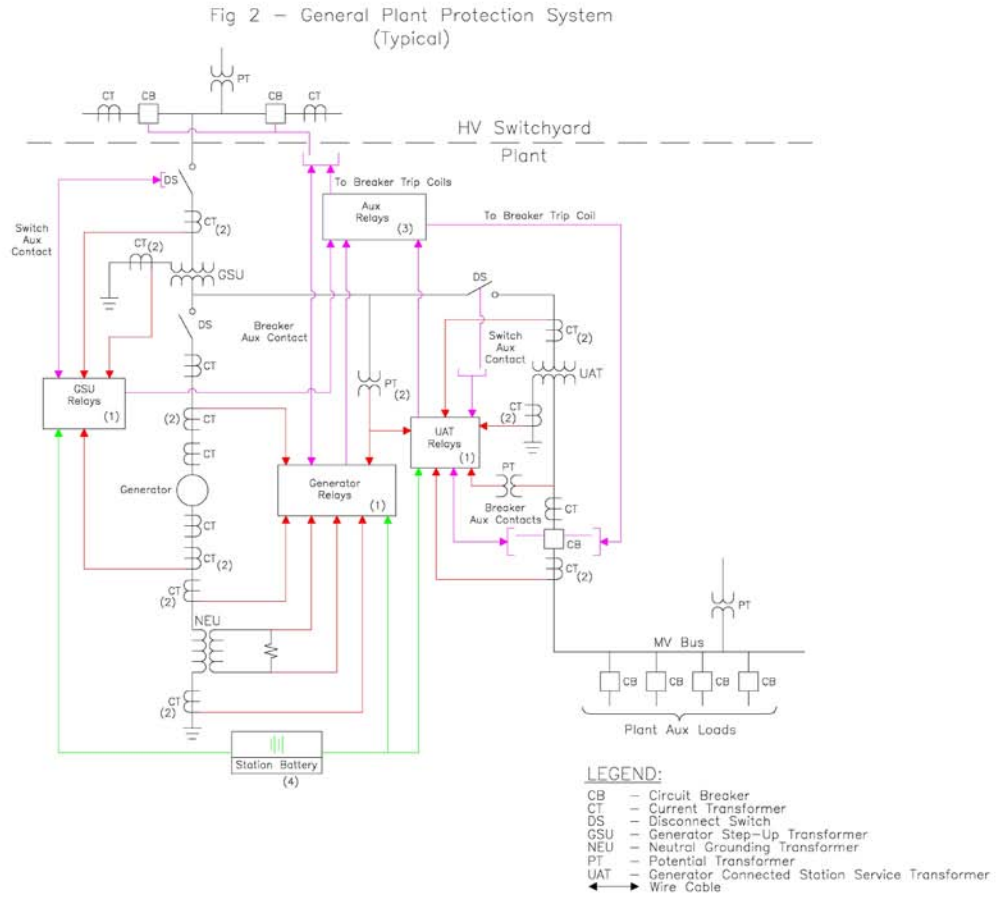 Fig 2 – General Plant Protection System
(Typical)
PT
CT
CB
CB
CT
HV Switchyard
Plant
DS
To Breaker Trip Coils
Aux
Relays
(3)
To Breaker Trip Coil
Switch
Aux
Contact
CT
(2)
CT
(2)
GSU
DS
DS
Breaker
Aux Contact
Switch
Aux
Contact
CT
(2)
CT
PT
(2)
UAT
GSU
Relays
(1)
(2)
CT
CT
(2)
UAT
Relays
(1)
CT
PT
Generator
Generator
Relays
(1)
Breaker
Aux Contacts
CT
CT
CB
CT
(2)
CT
(2)
CT
(2)
PT
NEU
MV Bus
CB
CB
CB
CB
CT
(2)
Plant Aux Loads
Station Battery
(4)
LEGEND:
CB – Circuit Breaker
CT – Current Transformer
DS – Disconnect Switch
GSU – Generator Step–Up Transformer
NEU – Neutral Grounding Transformer
PT – Potential Transformer
UAT – Generator Connected Station Service Transformer
Wire Cable